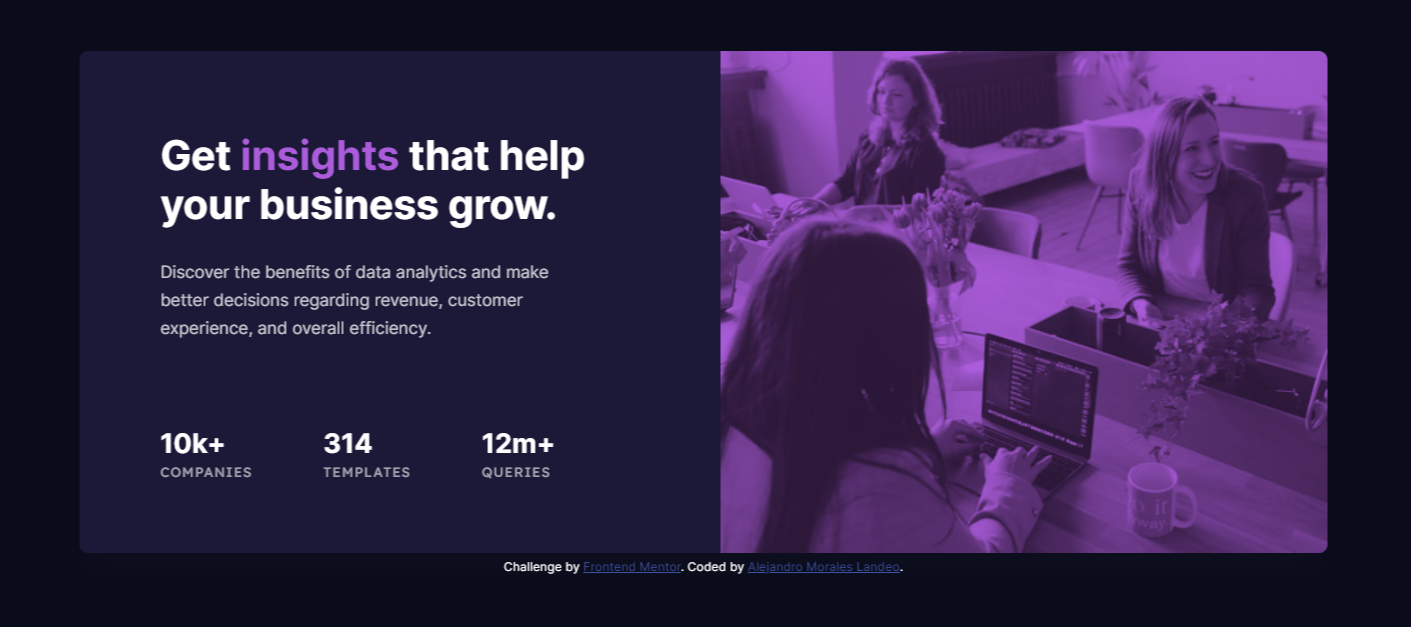 Get insights that help
your business grow.
Discover the benefits of data analytics and make
better decisions regarding revenue, customer
experience, and overall efficiency.
10k+ 314 12m+
COMPANIES TEMPLATES QUERIES
Challenge by Frontend Mentor. Coded by Alejandro Morales Landeo.